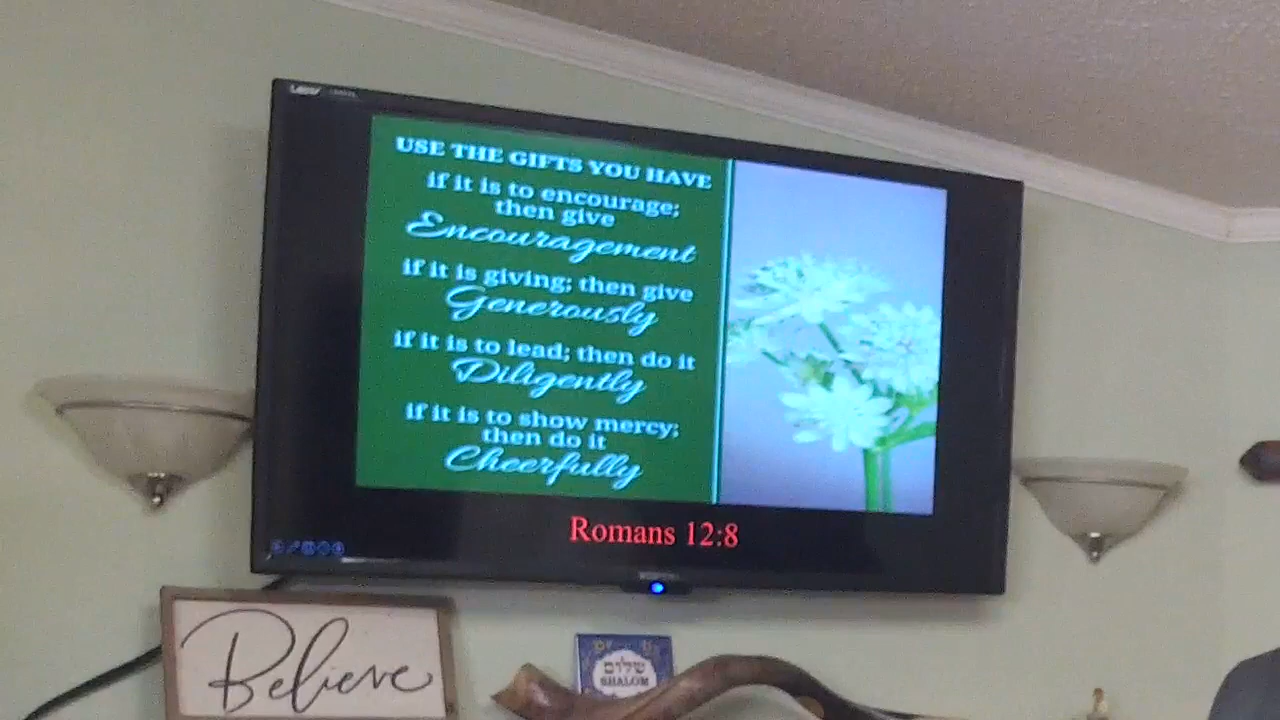 USE THE GIFTS YOU HAVE
if it is to encourage;
then give
Encouragement
if it is giving; then give
Generously
if it is to lead; then do it
Diligently
if it is to show mercy;
then do it
Cheerfully
Romans 12:8
Believe
שלום
SHALOM